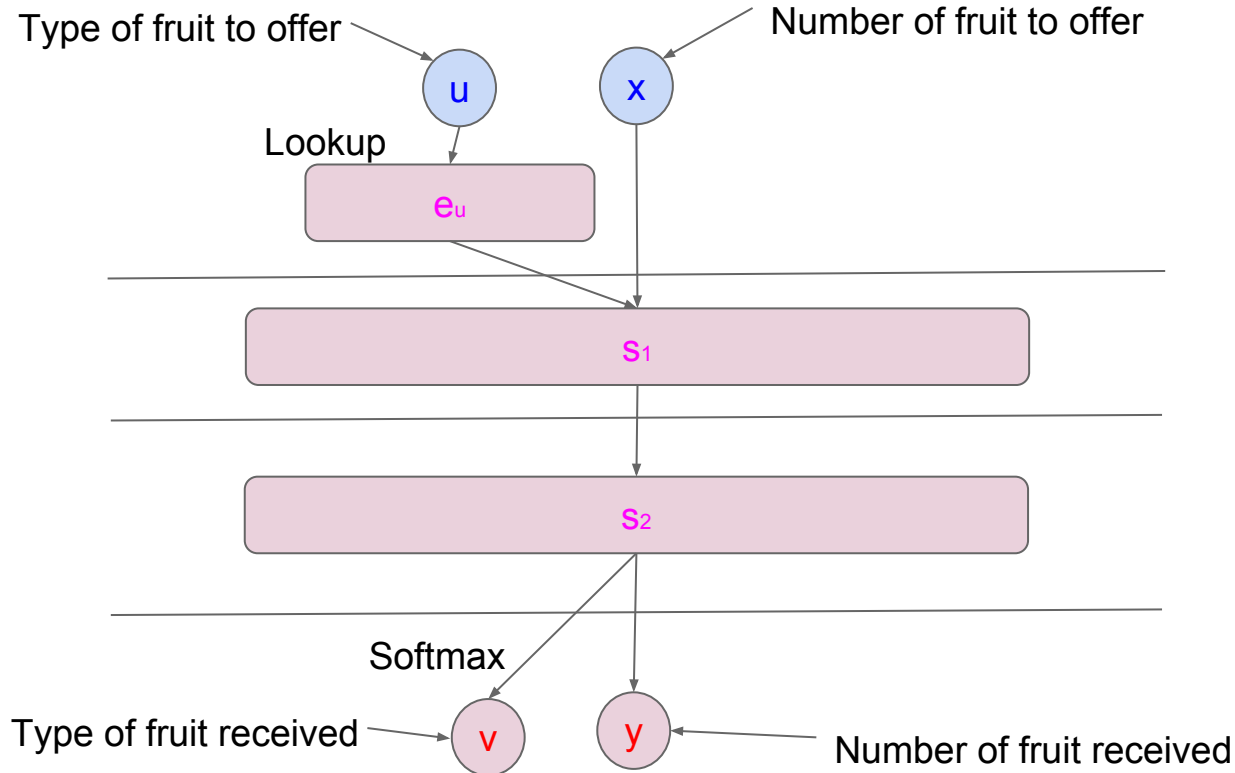 Type of fruit to offer
Number of fruit to offer
u
x
Lookup
eu
s1
s2
Softmax
v
y
Type of fruit received
Number of fruit received